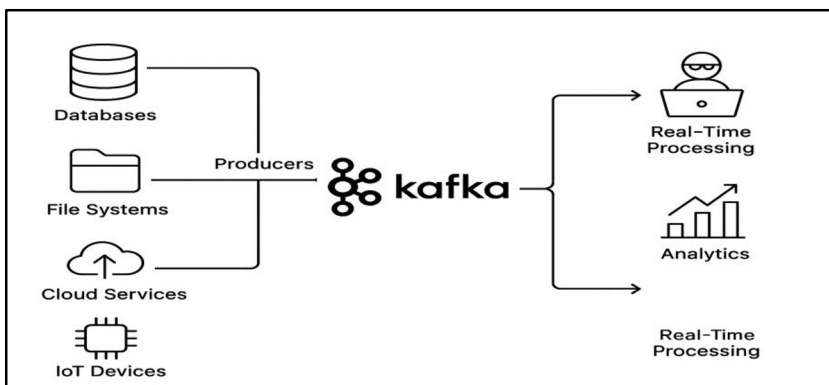 Databases
Producers
File Systems
Cloud Services
IoT Devices
kafka
Real-Time
Processing
Analytics
Real-Time
Processing